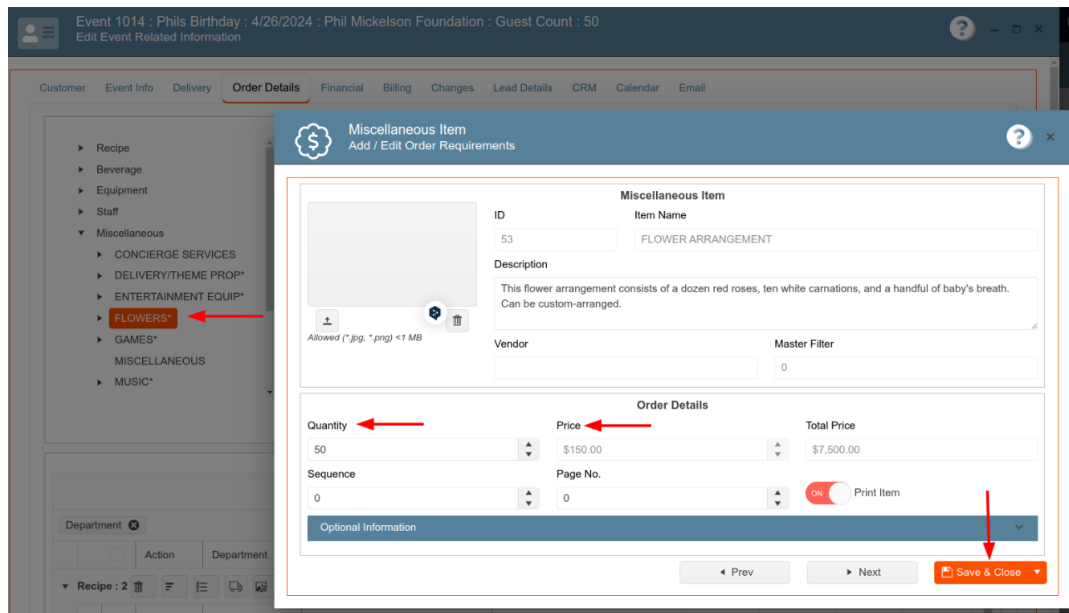 Event 1014 : Phils Birthday : 4/26/2024 : Phil Mickelson Foundation : Guest Count : 50
Edit Event Related Information
Customer Event Info Delivery Order Details Financial Billing Changes Lead Details CRM Calendar Email
Recipe
Beverage
Equipment
Staff
Miscellaneous
CONCIERGE SERVICES
DELIVERY/THEME PROP*
ENTERTAINMENT EQUIP*
FLOWERS*
GAMES*
MISCELLANEOUS
MUSIC*
Department
Action Department
Recipe : 2
Miscellaneous Item
Add / Edit Order Requirements
?
Miscellaneous Item
ID Item Name
53 FLOWER ARRANGEMENT
Description
This flower arrangement consists of a dozen red roses, ten white carnations, and a handful of baby's breath.
Can be custom-arranged.
Allowed (*.jpg, *.png) <1 MB
Vendor Master Filter
0
Order Details
Quantity Price Total Price
50 $150.00 $7,500.00
Sequence Page No.
0 0 ON Print Item
Optional Information
Prev Next Save & Close